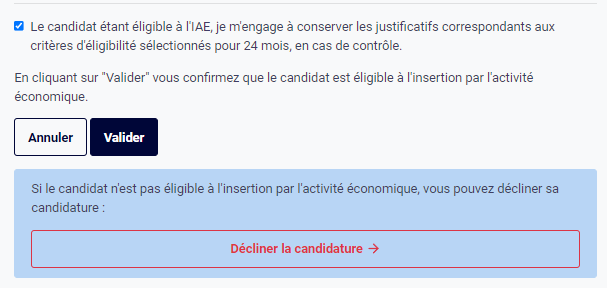 Le candidat étant éligible à l'IAE, je m'engage à conserver les justificatifs correspondants aux
critères d'éligibilité sélectionnés pour 24 mois, en cas de contrôle.
En cliquant sur "Valider" vous confirmez que le candidat est éligible à l'insertion par l'activité
économique.
Annuler Valider
Si le candidat n'est pas éligible à l'insertion par l'activité économique, vous pouvez décliner sa
candidature :
Décliner la candidature →